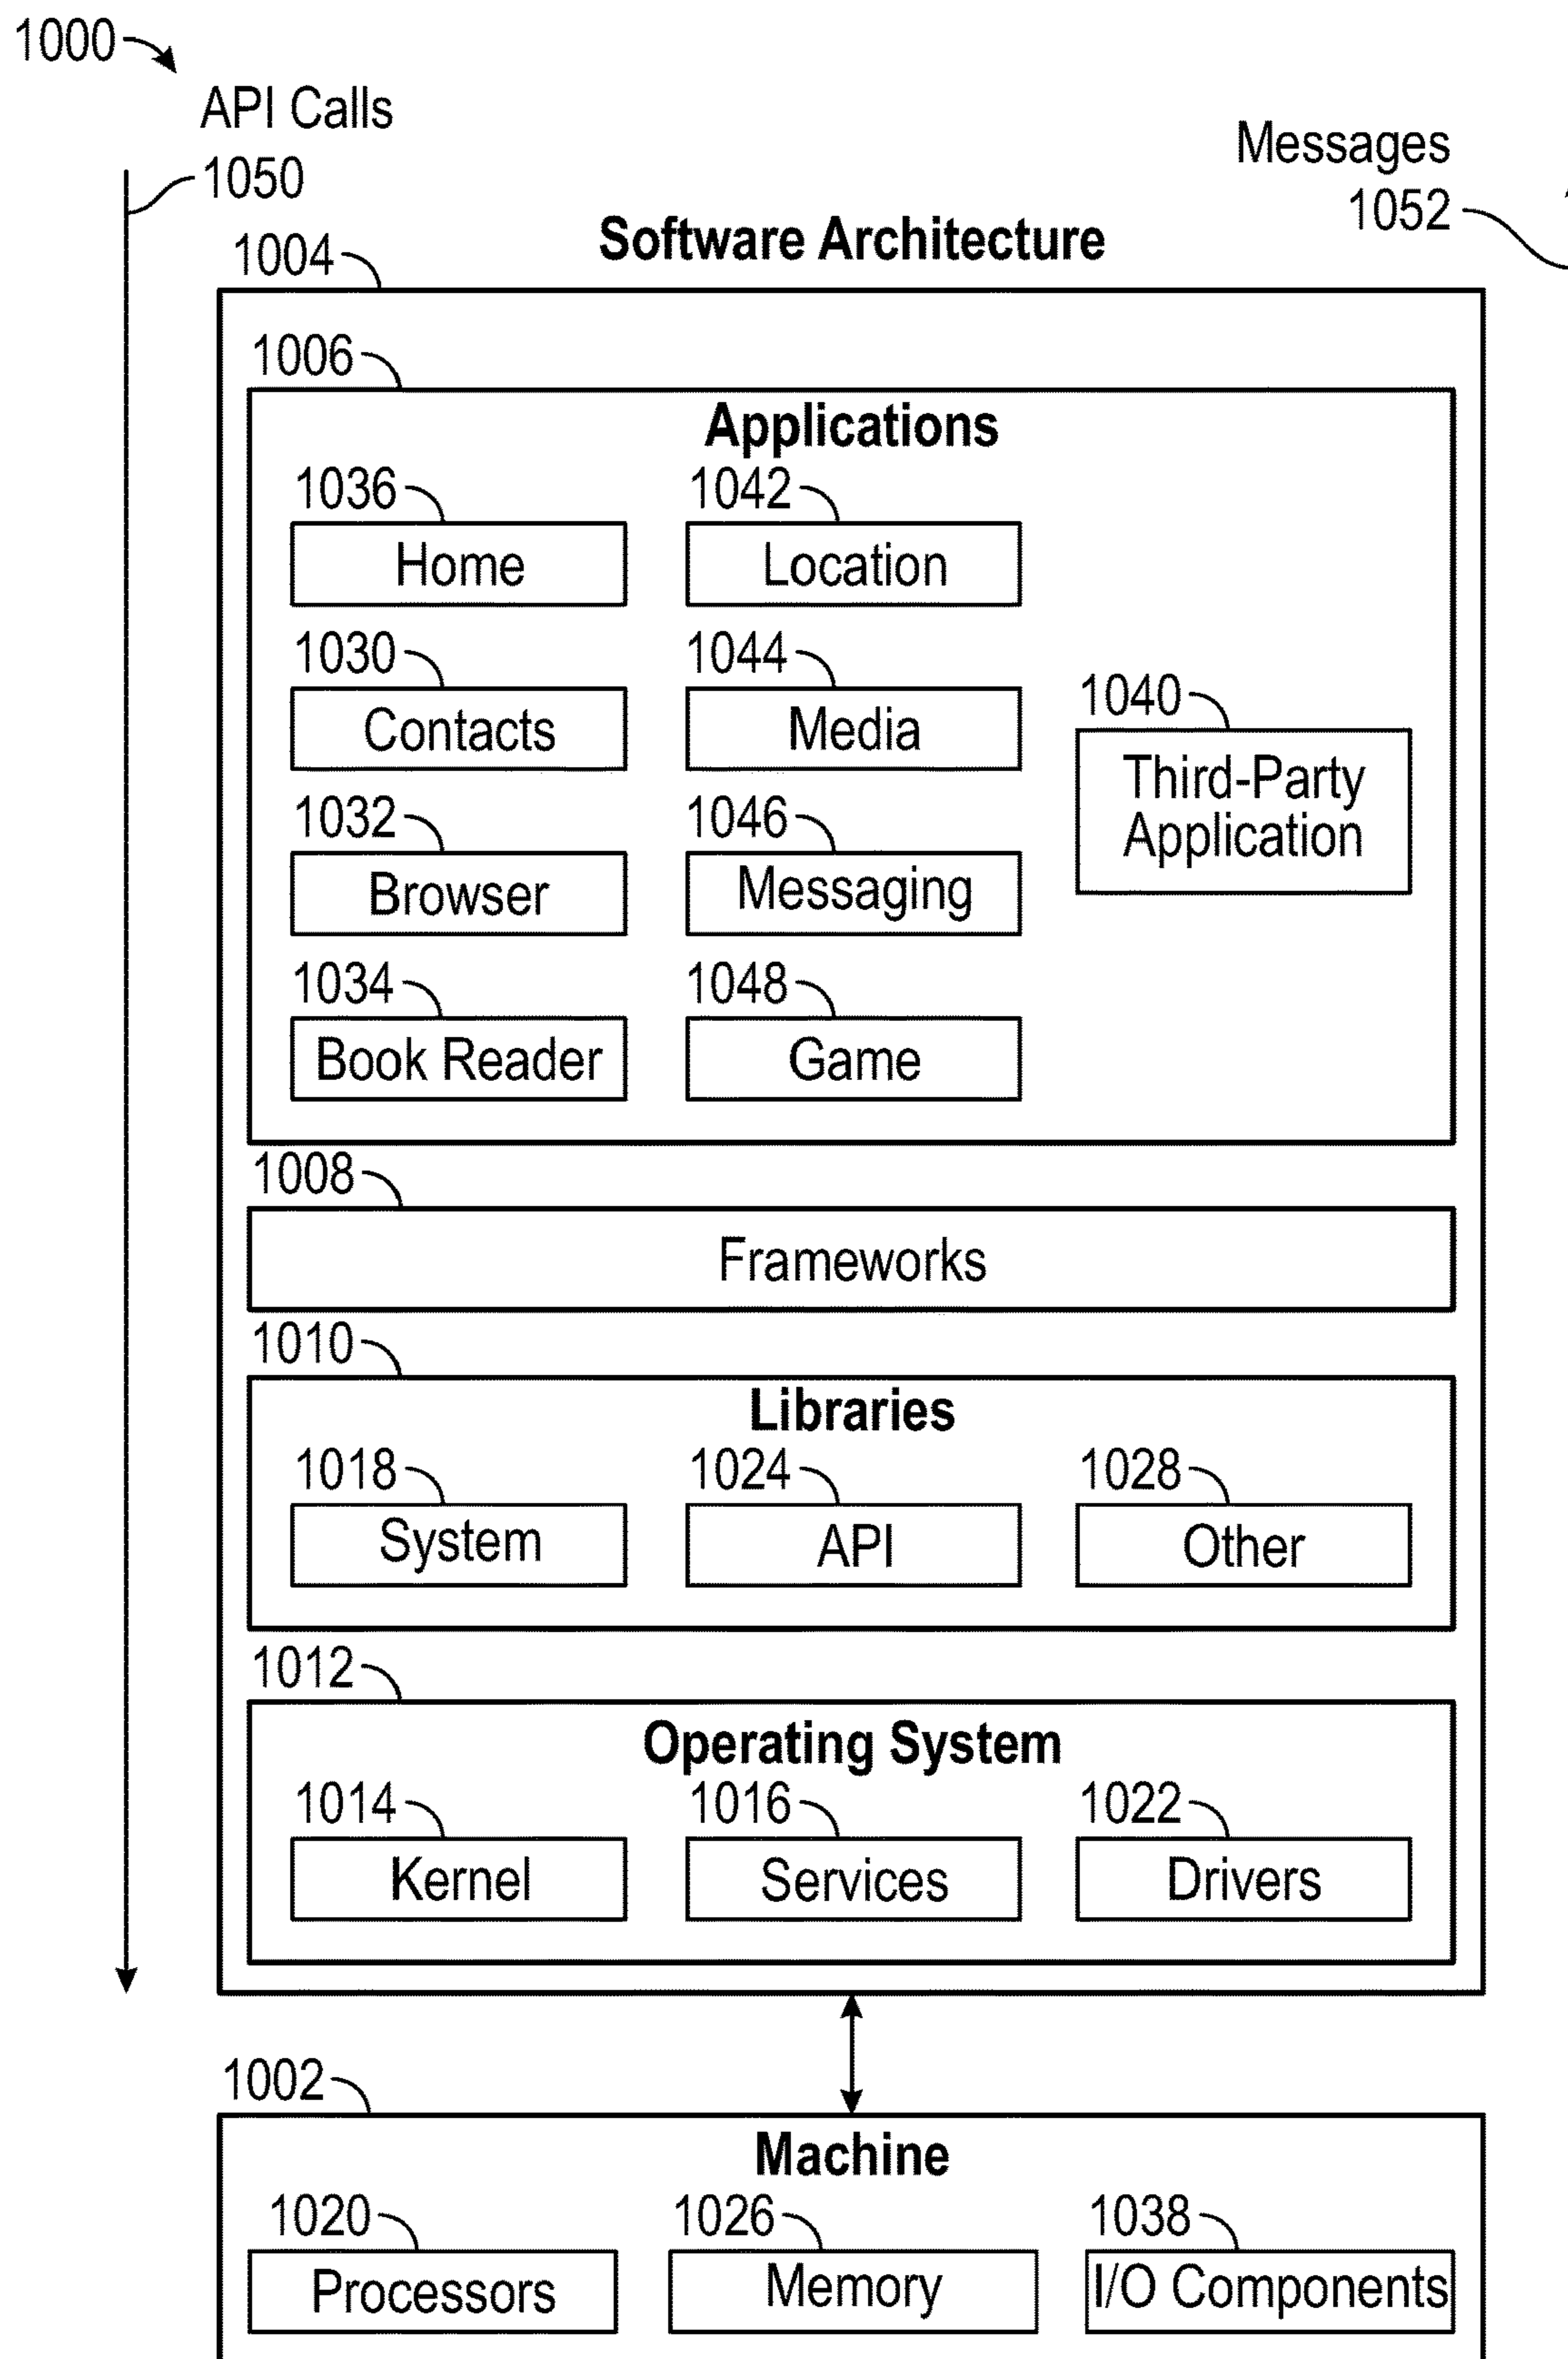 1000
API Calls
1050
Messages
1052
Software Architecture
1004
1006
Applications
1036
1042
Home
Location
1030
1044
1040
Contacts
Media
Third-Party
Application
1032
1046
Browser
Messaging
1034
1048
Book Reader
Game
1008
Frameworks
1010
Libraries
1018
1024
1028
System
API
Other
1012
Operating System
1014
1016
1022
Kernel
Services
Drivers
1002
Machine
1020
1026
1038
Processors
Memory
I/O Components